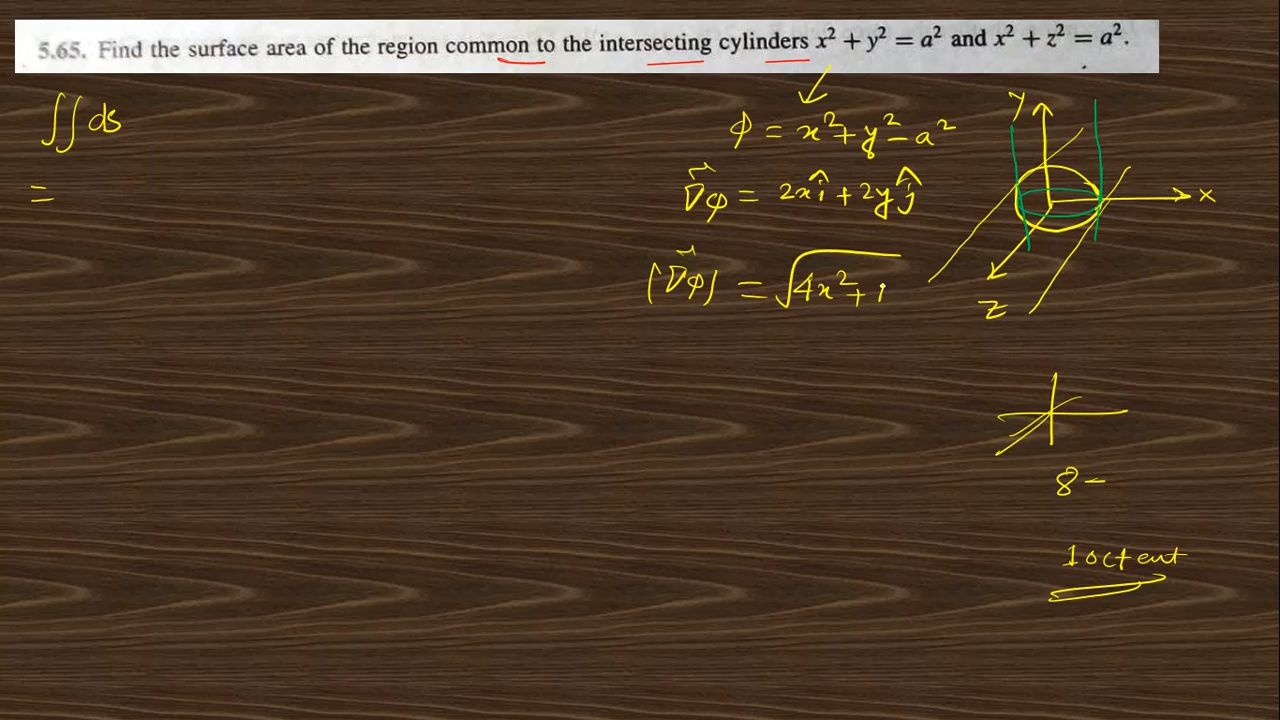 5.65. Find the surface area of the region common to the intersecting cylinders x² + y² = a² and x² + z² = a².
∬ ds
=
φ = x² + y² - a²
∇⃗φ = 2x î + 2y ĵ
|∇⃗φ| = √4x² + 
y
x
z
8 -
1 octent